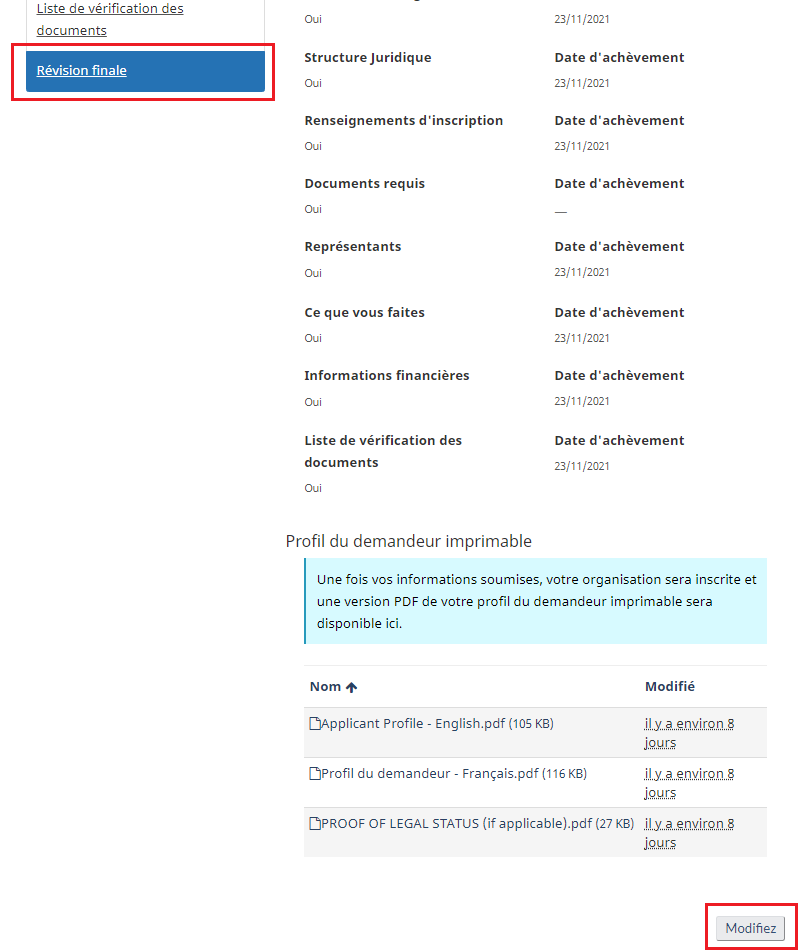 Liste de vérification des
documents
Révision finale
Oui 23/11/2021
Structure Juridique Date d'achèvement
Oui 23/11/2021
Renseignements d'inscription Date d'achèvement
Oui 23/11/2021
Documents requis Date d'achèvement
Oui —
Représentants Date d'achèvement
Oui 23/11/2021
Ce que vous faites Date d'achèvement
Oui 23/11/2021
Informations financières Date d'achèvement
Oui 23/11/2021
Liste de vérification des Date d'achèvement
documents 23/11/2021
Oui
Profil du demandeur imprimable
Une fois vos informations soumises, votre organisation sera inscrite et
une version PDF de votre profil du demandeur imprimable sera
disponible ici.
Nom Modifié
Applicant Profile - English.pdf (105 KB) il y a environ 8
jours
Profil du demandeur - Français.pdf (116 KB) il y a environ 8
jours
PROOF OF LEGAL STATUS (if applicable).pdf (27 KB) il y a environ 8
jours
Modifiez